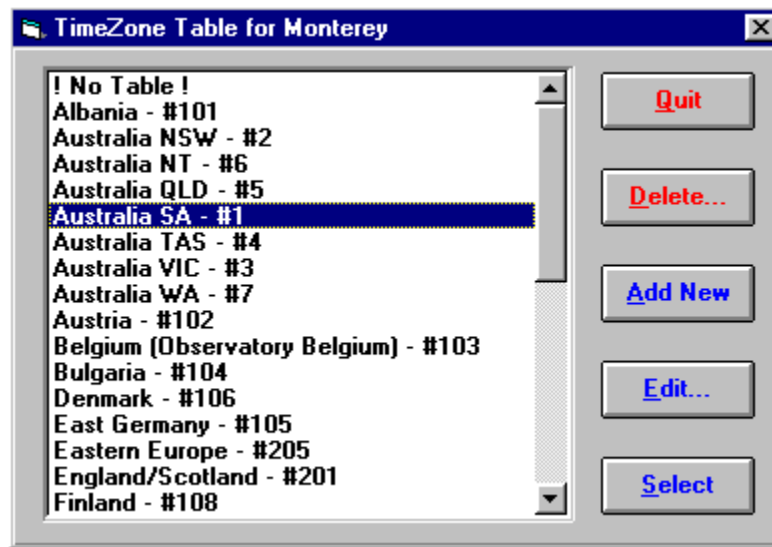 TimeZone Table for Monterey
! No Table !
Albania - #101
Australia NSW - #2
Australia NT - #6
Australia QLD - #5
Australia SA - #1
Australia TAS - #4
Australia VIC - #3
Australia WA - #7
Austria - #102
Belgium (Observatory Belgium) - #103
Bulgaria - #104
Denmark - #106
East Germany - #105
Eastern Europe - #205
England/Scotland - #201
Finland - #108
Quit
Delete...
Add New
Edit...
Select